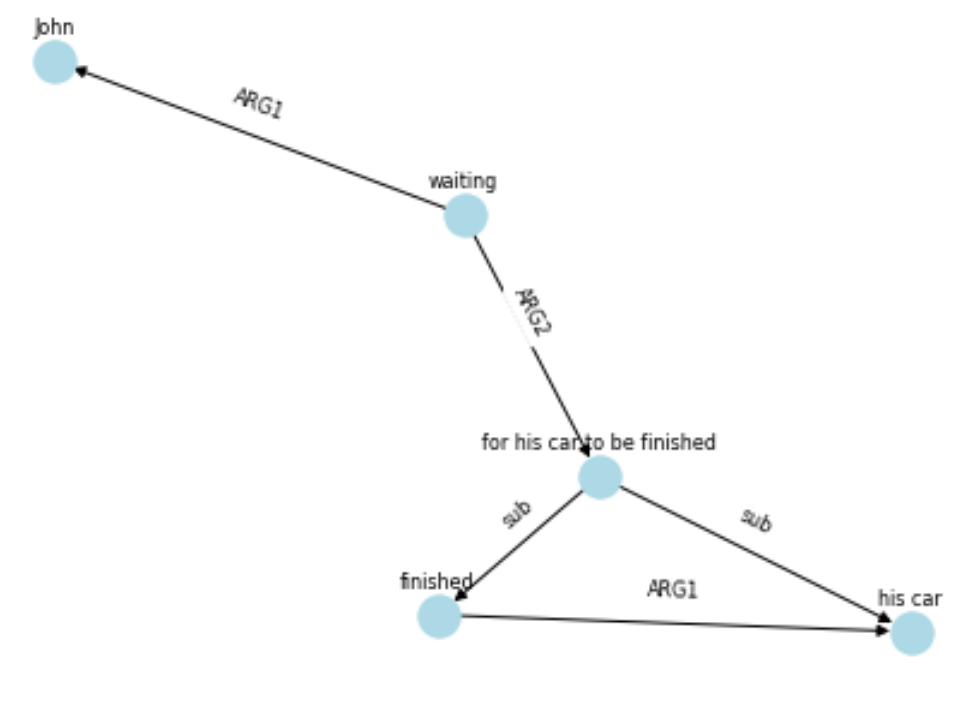 John
ARG1
waiting
ARG2
for his car to be finished
sub
sub
finished
ARG1
his car